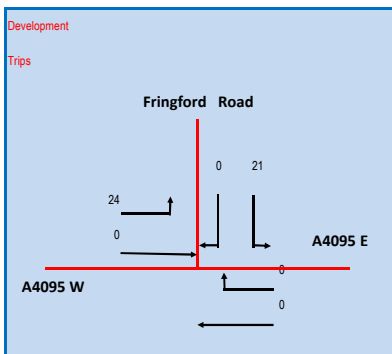 Development
Trips
Fringford Road
0 21
24
0
A4095 E
0
A4095 W
0